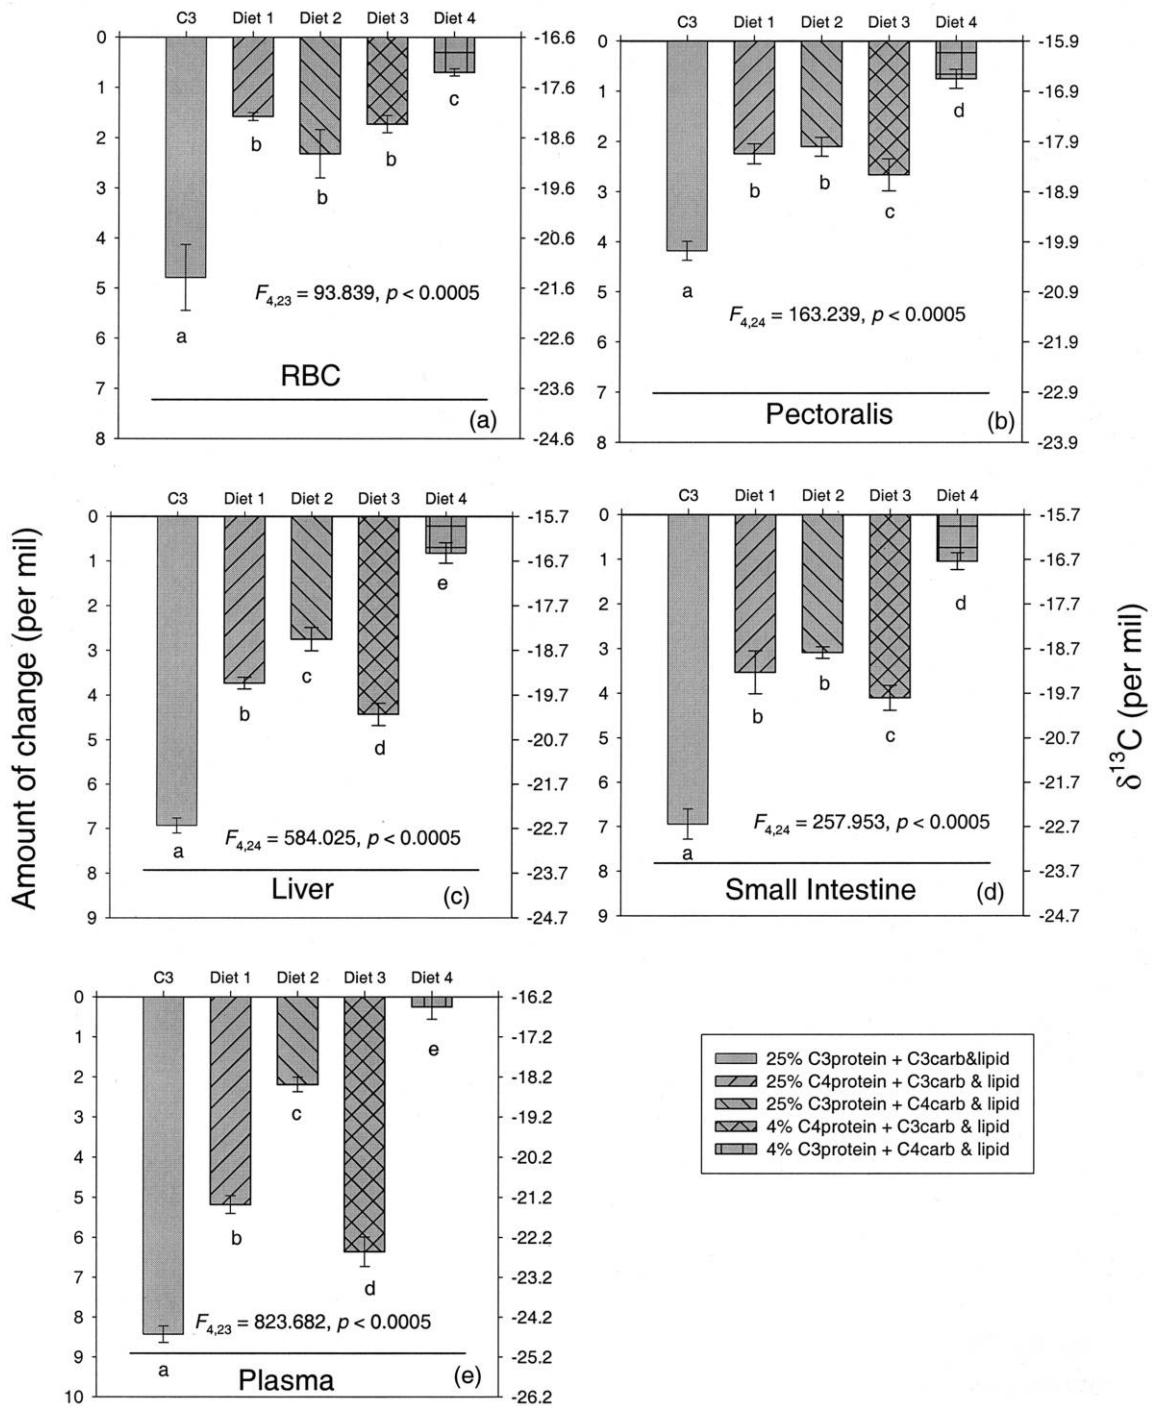 C3 Diet 1 Diet 2 Diet 3 Diet 4
0 -16.6
1 -17.6
2 -18.6
3 -19.6
4 -20.6
5 -21.6
6 -22.6
7 -23.6
8 -24.6
a b b b c
F4,23 = 93.839, p < 0.0005
RBC
(a)
C3 Diet 1 Diet 2 Diet 3 Diet 4
0 -15.9
1 -16.9
2 -17.9
3 -18.9
4 -19.9
5 -20.9
6 -21.9
7 -22.9
8 -23.9
a b b c d
F4,24 = 163.239, p < 0.0005
Pectoralis
(b)
Amount of change (per mil)
C3 Diet 1 Diet 2 Diet 3 Diet 4
0 -15.7
1 -16.7
2 -17.7
3 -18.7
4 -19.7
5 -20.7
6 -21.7
7 -22.7
8 -23.7
9 -24.7
a b c d e
F4,24 = 584.025, p < 0.0005
Liver
(c)
C3 Diet 1 Diet 2 Diet 3 Diet 4
0 -15.7
1 -16.7
2 -17.7
3 -18.7
4 -19.7
5 -20.7
6 -21.7
7 -22.7
8 -23.7
9 -24.7
a b b c d
F4,24 = 257.953, p < 0.0005
Small Intestine
(d)
δ13C (per mil)
C3 Diet 1 Diet 2 Diet 3 Diet 4
0 -16.2
1 -17.2
2 -18.2
3 -19.2
4 -20.2
5 -21.2
6 -22.2
7 -23.2
8 -24.2
9 -25.2
10 -26.2
a b c d e
F4,23 = 823.682, p < 0.0005
Plasma
(e)
25% C3protein + C3carb&lipid
25% C4protein + C3carb & lipid
25% C3protein + C4carb & lipid
4% C4protein + C3carb & lipid
4% C3protein + C4carb & lipid